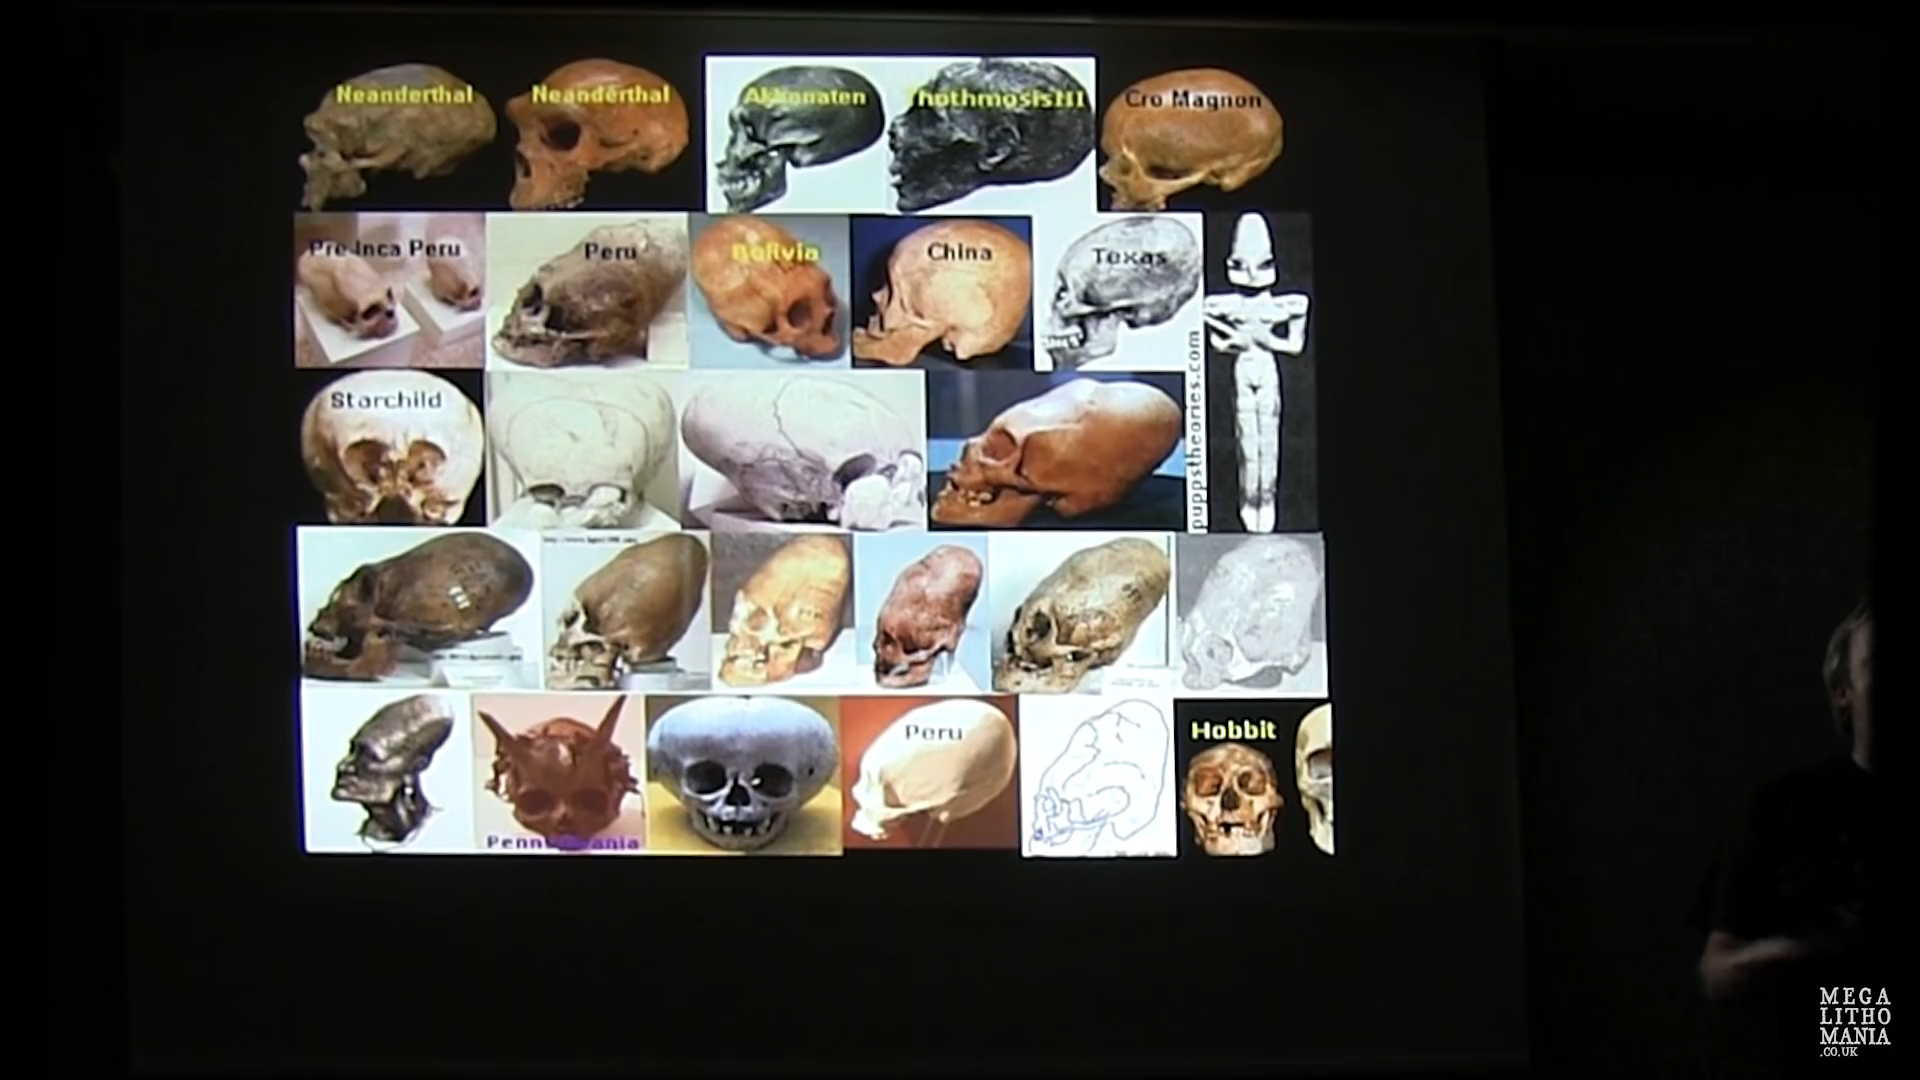 Neanderthal
Neanderthal
Akhenaten
ThothmosisIII
Cro Magnon
Pre Inca Peru
Peru
Bolivia
China
Texas
puppstheories.com
Starchild
Pennsylvania
Peru
Hobbit
MEGA
LITHO
MANIA
.CO.UK